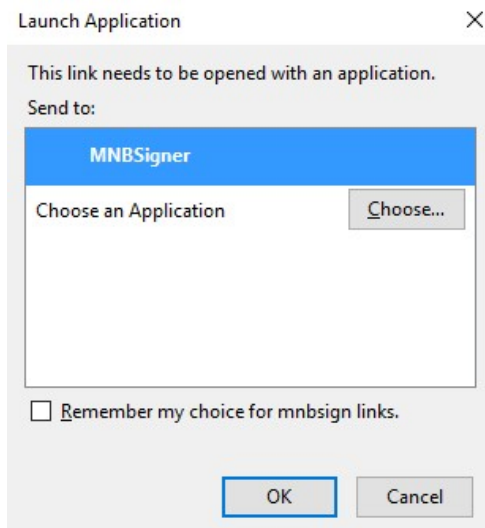 Launch Application
This link needs to be opened with an application.
Send to:
MNBSigner
Choose an Application
Choose...
Remember my choice for mnbsign links.
OK
Cancel